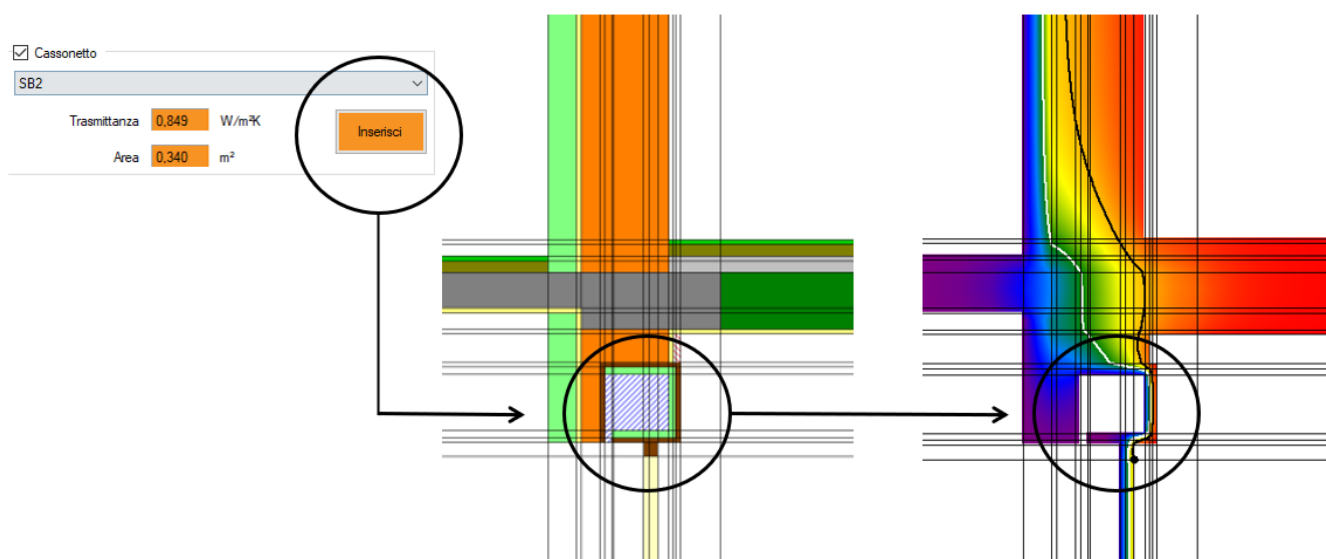 Cassonetto
SB2
Trasmittanza 0,849 W/m²K
Inserisci
Area 0,340 m²